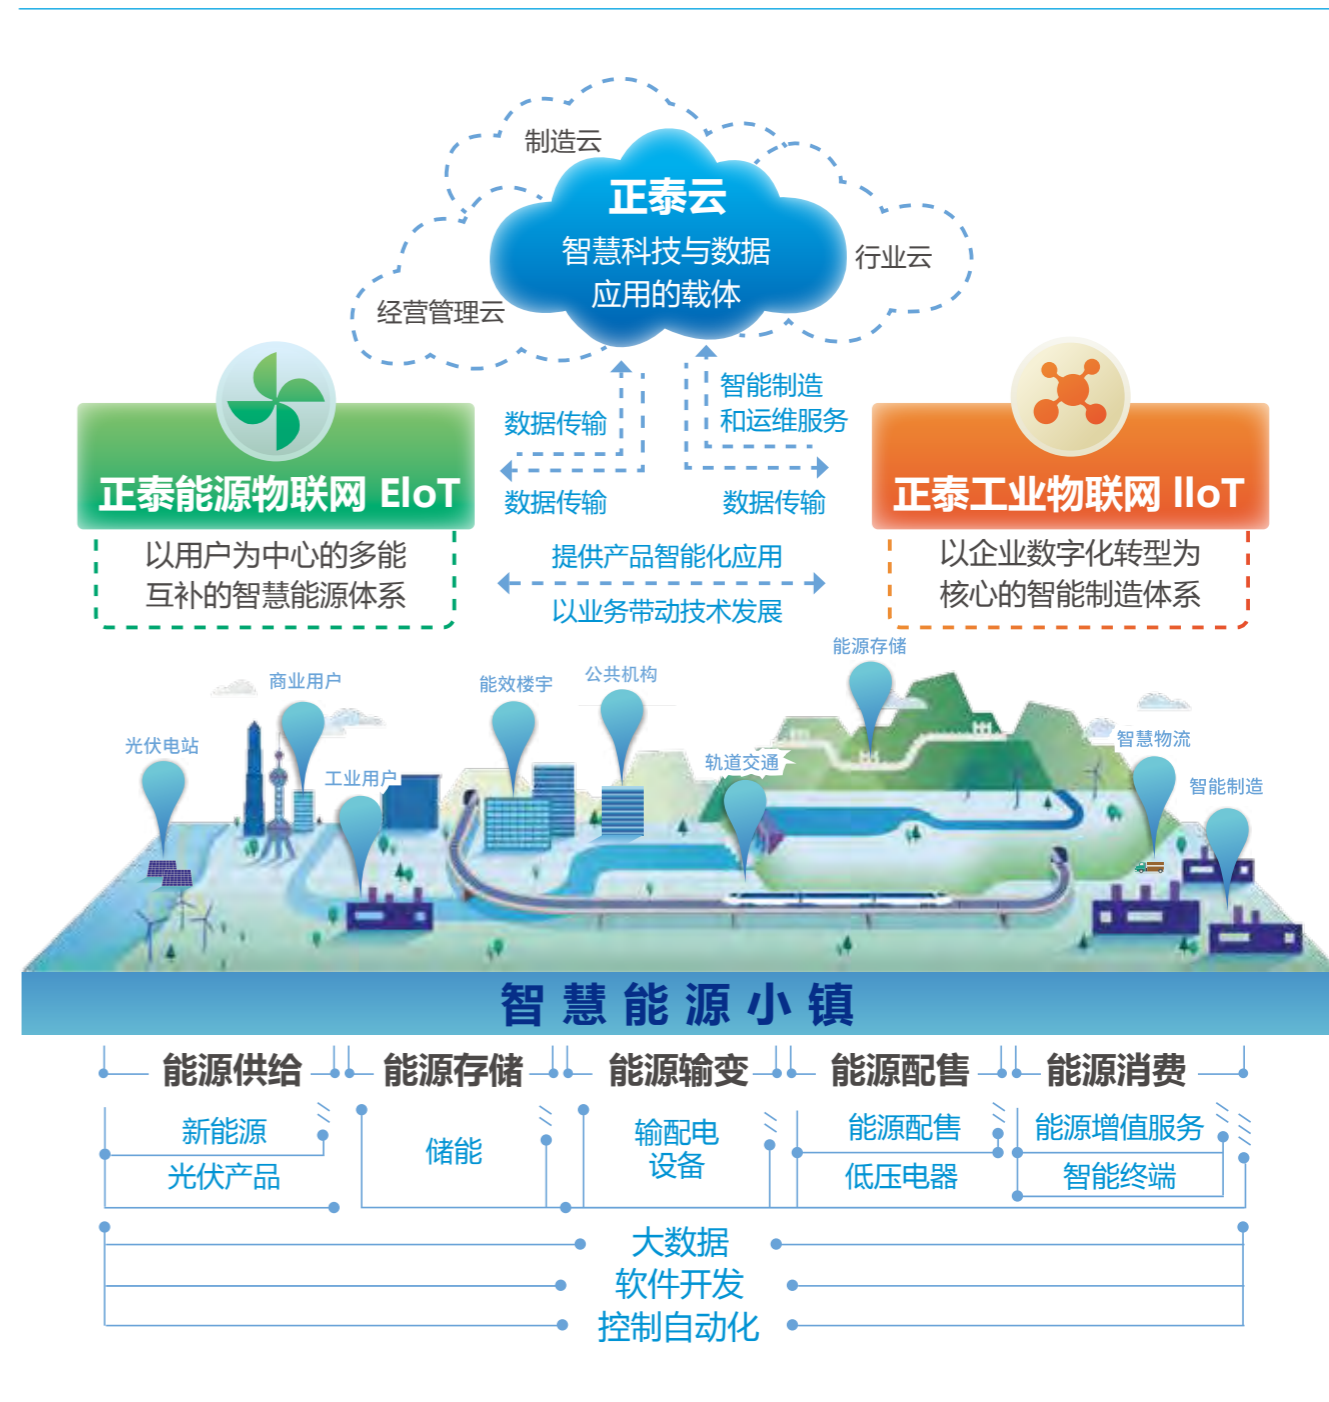 制造云
正泰云
智慧科技与数据
应用的载体
行业云
经营管理云
智能制造
和运维服务
数据传输
数据传输
数据传输
正泰能源物联网 EIoT
正泰工业物联网 IIoT
以用户为中心的多能
互补的智慧能源体系
提供产品智能化应用
以业务带动技术发展
以企业数字化转型为
核心的智能制造体系
能源存储
商业用户
能效楼宇
公共机构
光伏电站
工业用户
轨道交通
智慧物流
智能制造
智慧能源小镇
能源供给
能源存储
能源输变
能源配售
能源消费
新能源
光伏产品
储能
输配电
设备
能源配售
低压电器
能源增值服务
智能终端
大数据
软件开发
控制自动化